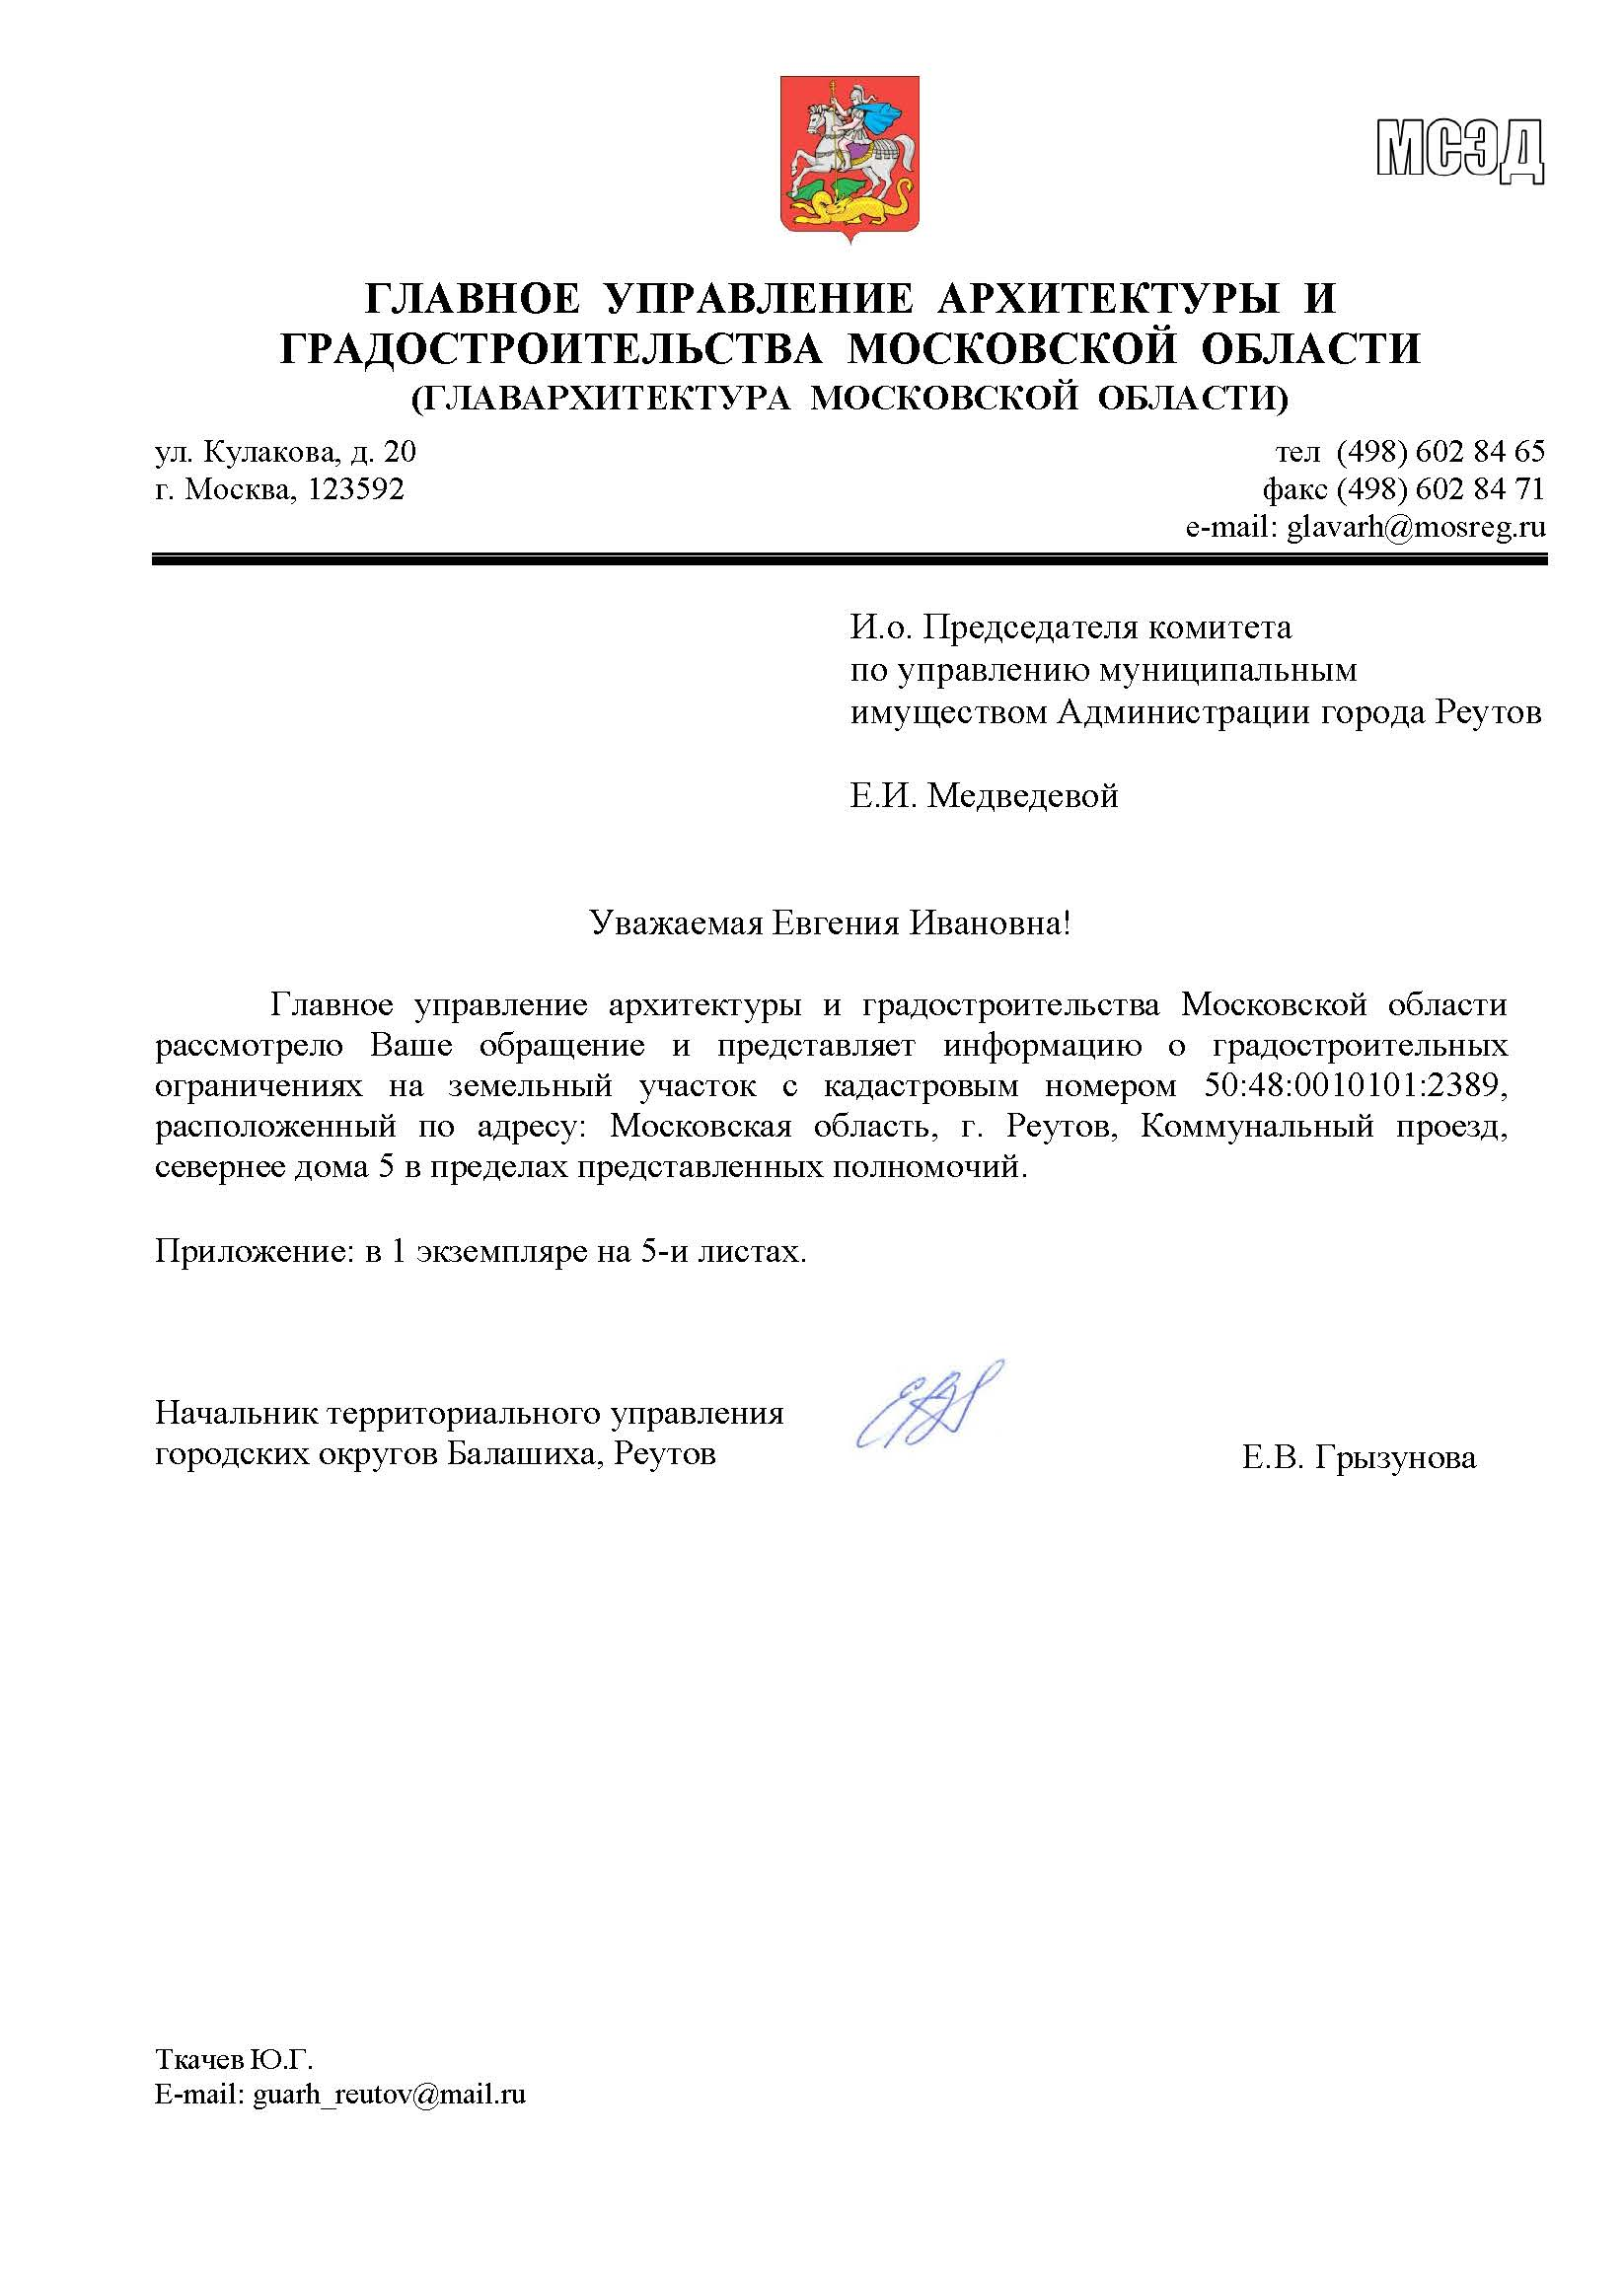 МСЭД
ГЛАВНОЕ УПРАВЛЕНИЕ АРХИТЕКТУРЫ И
ГРАДОСТРОИТЕЛЬСТВА МОСКОВСКОЙ ОБЛАСТИ
(ГЛАВАРХИТЕКТУРА МОСКОВСКОЙ ОБЛАСТИ)
ул. Кулакова, д. 20
г. Москва, 123592
тел (498) 602 84 65
факс (498) 602 84 71
e-mail: glavarh@mosreg.ru
И.о. Председателя комитета
по управлению муниципальным
имуществом Администрации города Реутов
Е.И. Медведевой
Уважаемая Евгения Ивановна!
Главное управление архитектуры и градостроительства Московской области
рассмотрело Ваше обращение и представляет информацию о градостроительных
ограничениях на земельный участок с кадастровым номером 50:48:0010101:2389,
расположенный по адресу: Московская область, г. Реутов, Коммунальный проезд,
севернее дома 5 в пределах представленных полномочий.
Приложение: в 1 экземпляре на 5-и листах.
Начальник территориального управления
городских округов Балашиха, Реутов
Е.В. Грызунова
Ткачев Ю.Г.
E-mail: guarh_reutov@mail.ru